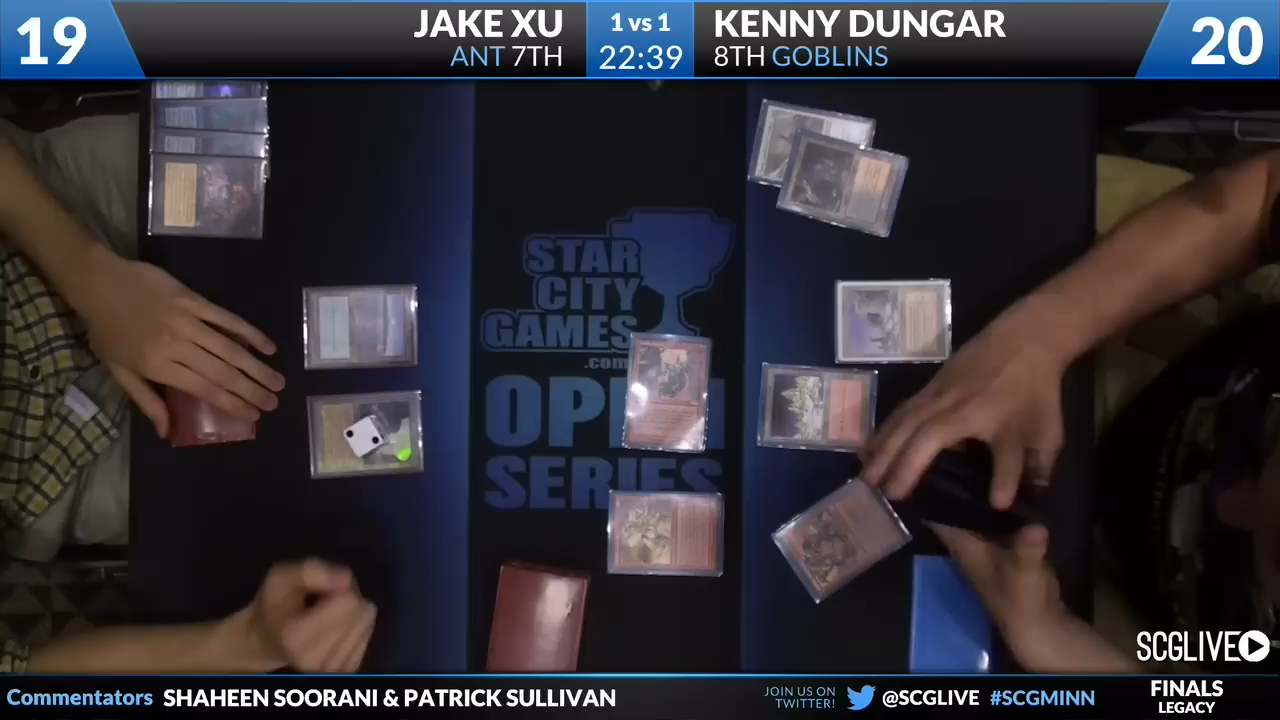 19
JAKE XU
ANT 7TH
1 vs 1
22:39
KENNY DUNGAR
8TH GOBLINS
20
STAR
CITY
GAMES
.com
SERIES
SCGLIVE
Commentators SHAHEEN SOORANI & PATRICK SULLIVAN
JOIN US ON
TWITTER!
@SCGLIVE #SCGMINN
FINALS
LEGACY